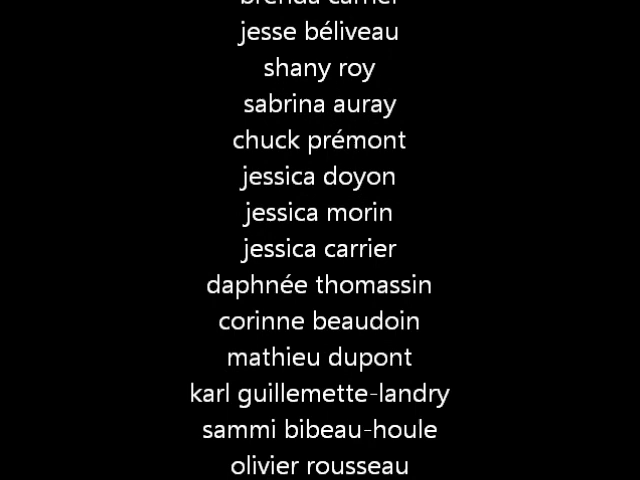 brenda carrier
jesse béliveau
shany roy
sabrina auray
chuck prémont
jessica doyon
jessica morin
jessica carrier
daphnée thomassin
corinne beaudoin
mathieu dupont
karl guillemette-landry
sammi bibeau-houle
olivier rousseau